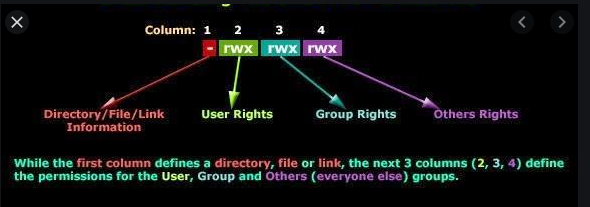 Column: 1 2 3 4
- rwx rwx rwx
Directory/File/Link
Information
User Rights
Group Rights
Others Rights
While the first column defines a directory, file or link, the next 3 columns (2, 3, 4) define
the permissions for the User, Group and Others (everyone else) groups.